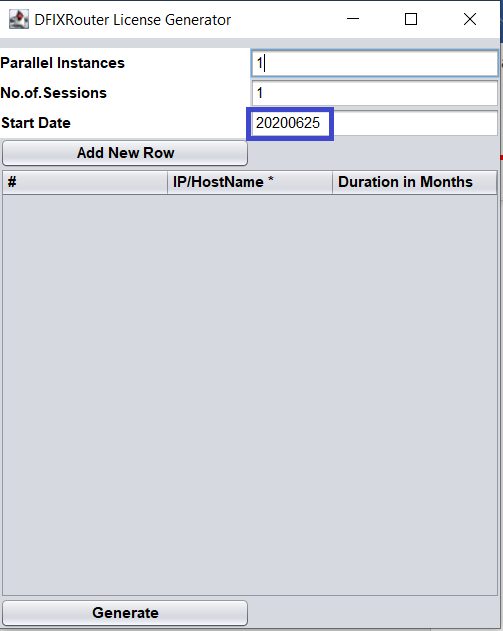 DFIXRouter License Generator
Parallel Instances 1
No.of.Sessions 1
Start Date 20200625
Add New Row
# IP/HostName * Duration in Months
Generate